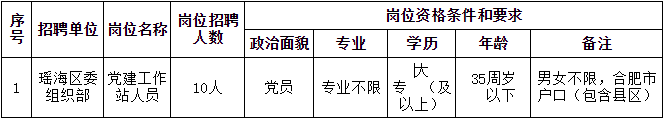 序号
招聘单位
岗位名称
岗位招聘人数
岗位资格条件和要求
政治面貌
专业
学历
年龄
备注
1
瑶海区委组织部
党建工作站人员
10人
党员
专业不限
大专（及以上）
35周岁以下
男女不限，合肥市户口（包含县区）